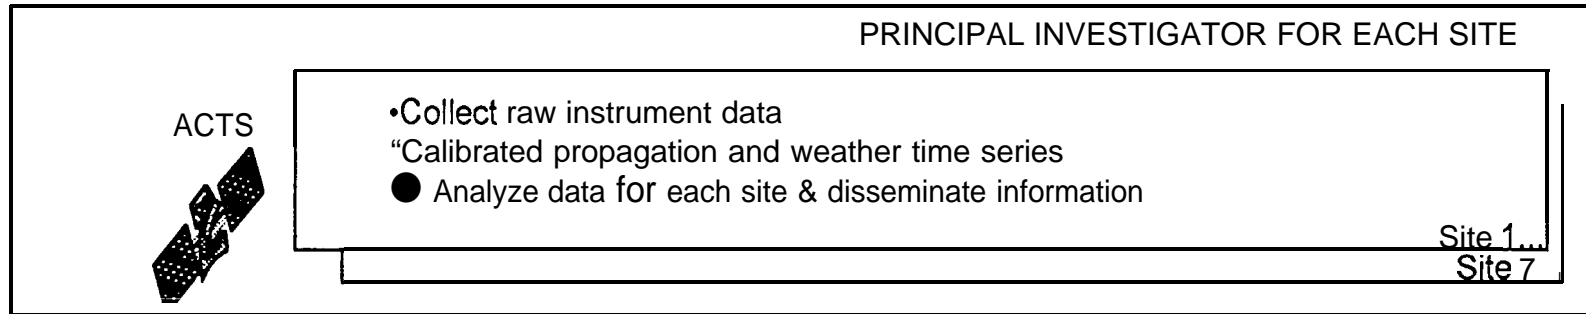 PRINCIPAL INVESTIGATOR FOR EACH SITE
ACTS
•Collect raw instrument data
“Calibrated propagation and weather time series
● Analyze data for each site & disseminate information
Site 1...
Site 7